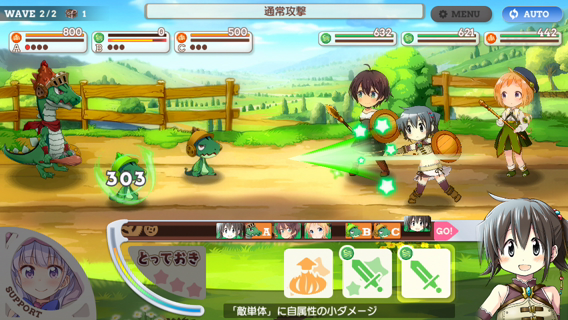 WAVE 2/2 1
通常攻撃
MENU
AUTO
800
A
0
B
500
C
632
621
442
303
A B C GO!
とっておき
SUPPORT
「敵単体」に自属性の小ダメージ